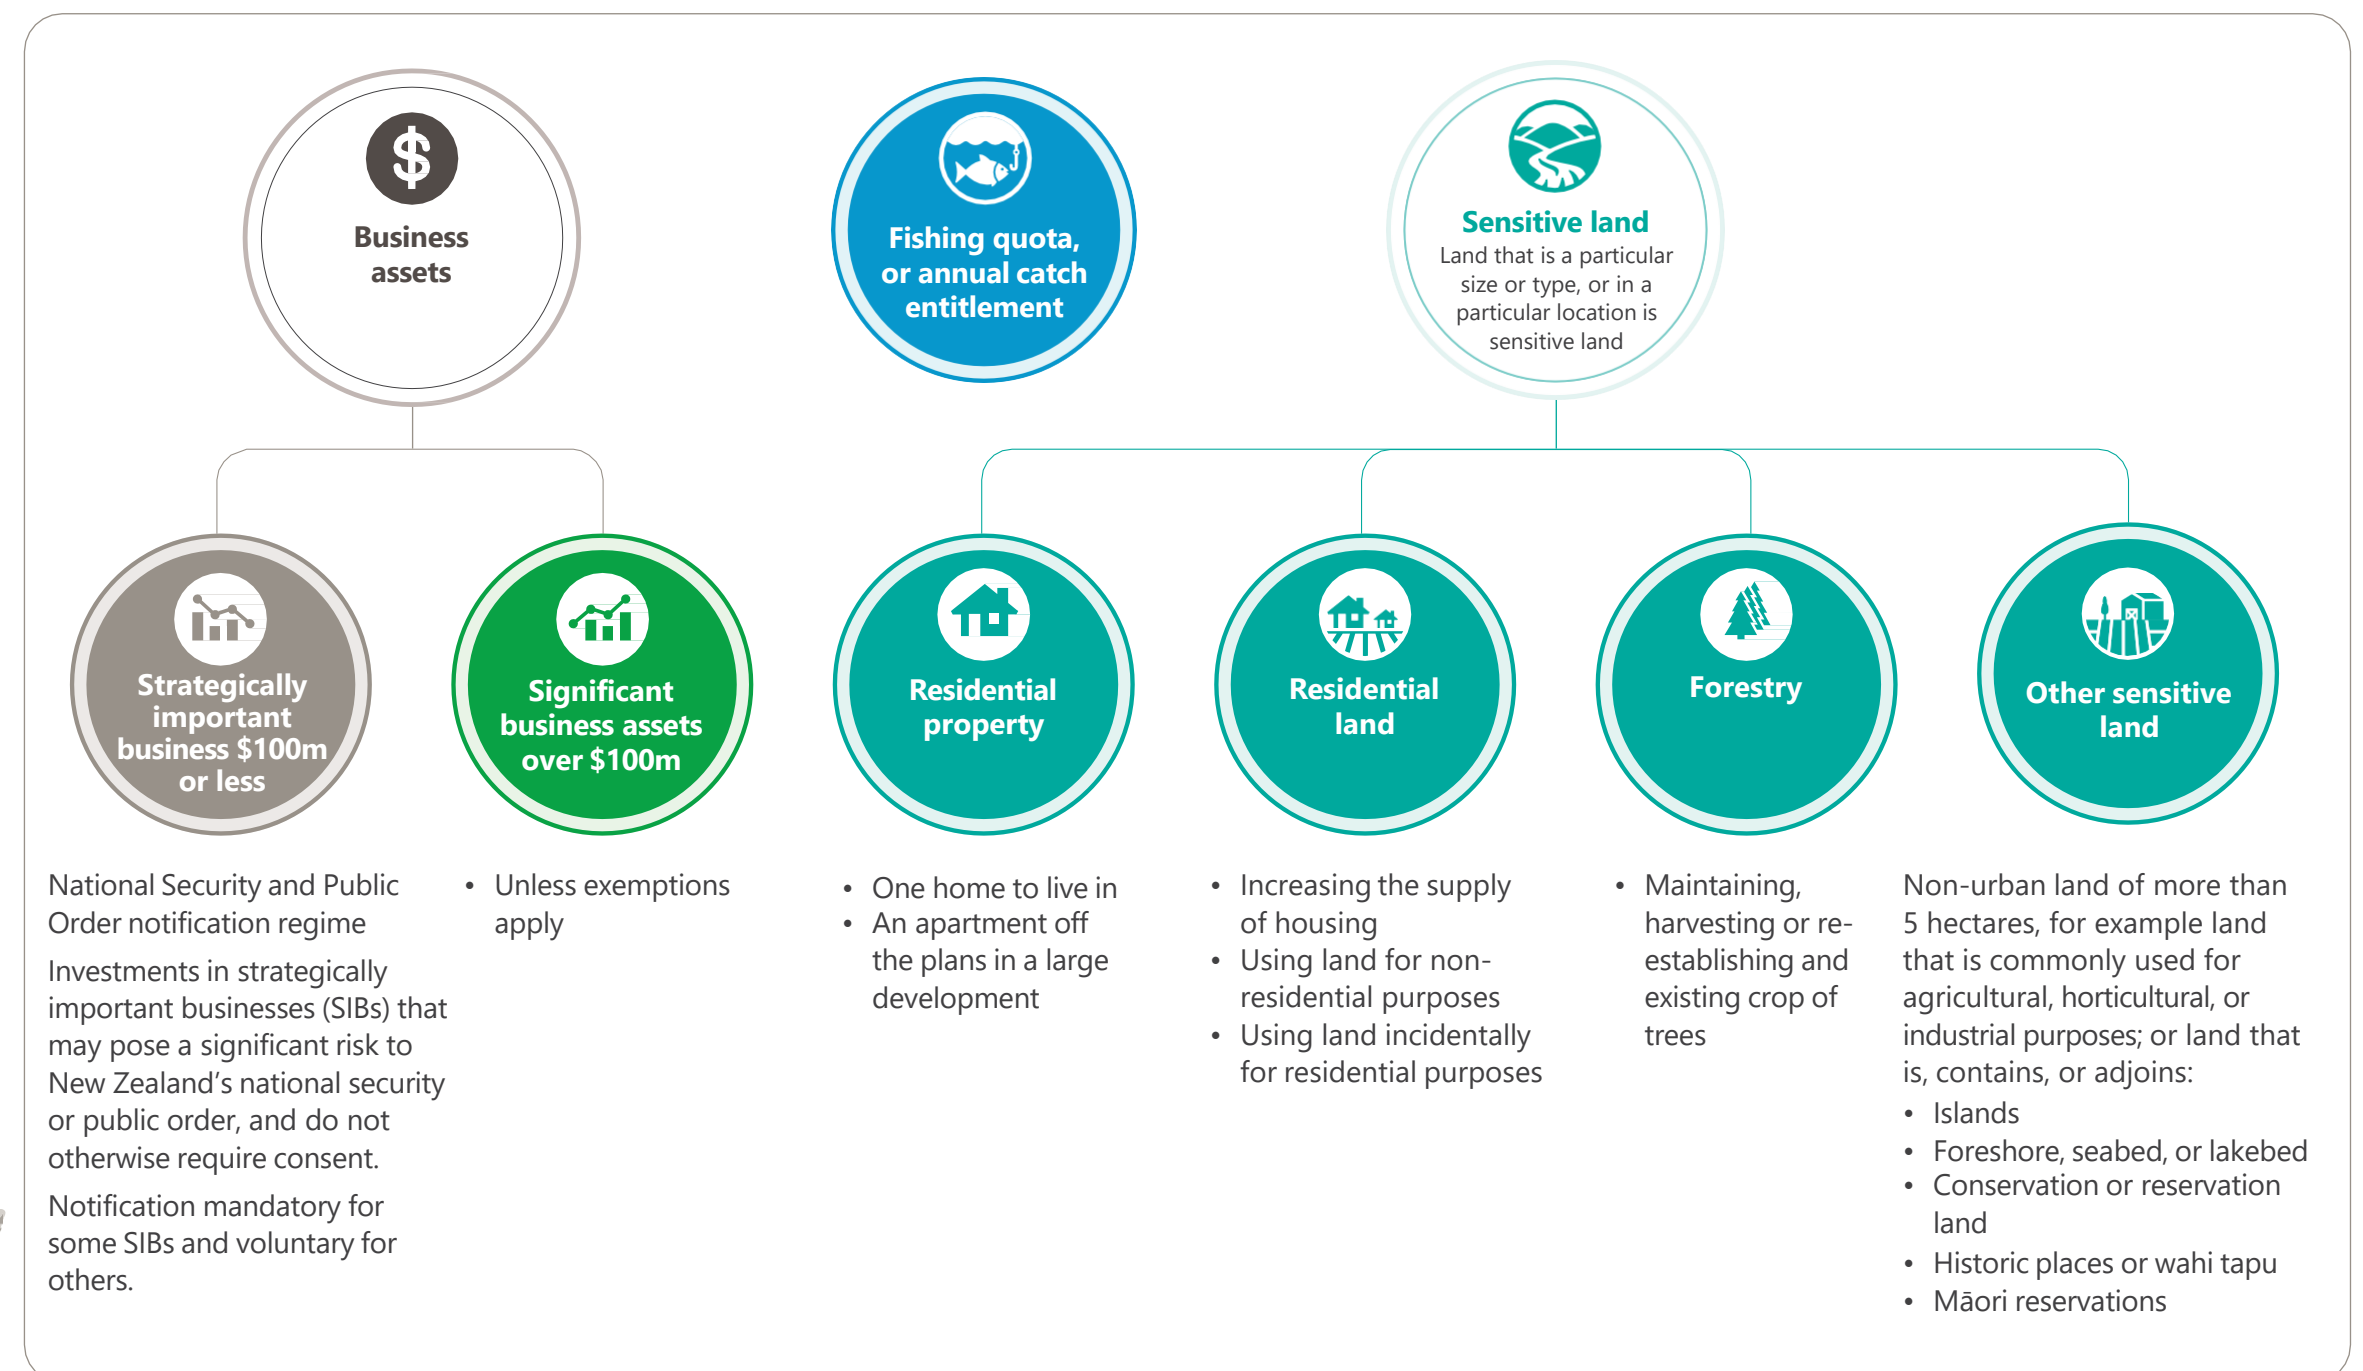 $
Business
assets
Fishing quota,
or annual catch
entitlement
Sensitive land
Land that is a particular
size or type, or in a
particular location is
sensitive land
Strategically
important
business $100m
or less
Significant
business assets
over $100m
Residential
property
Residential
land
Forestry
Other sensitive
land
National Security and Public
Order notification regime
Investments in strategically
important businesses (SIBs) that
may pose a significant risk to
New Zealand’s national security
or public order, and do not
otherwise require consent.
Notification mandatory for
some SIBs and voluntary for
others.
• Unless exemptions
apply
• One home to live in
• An apartment off
the plans in a large
development
• Increasing the supply
of housing
• Using land for non-
residential purposes
• Using land incidentally
for residential purposes
• Maintaining,
harvesting or re-
establishing and
existing crop of
trees
Non-urban land of more than
5 hectares, for example land
that is commonly used for
agricultural, horticultural, or
industrial purposes; or land that
is, contains, or adjoins:
• Islands
• Foreshore, seabed, or lakebed
• Conservation or reservation
land
• Historic places or wahi tapu
• Māori reservations